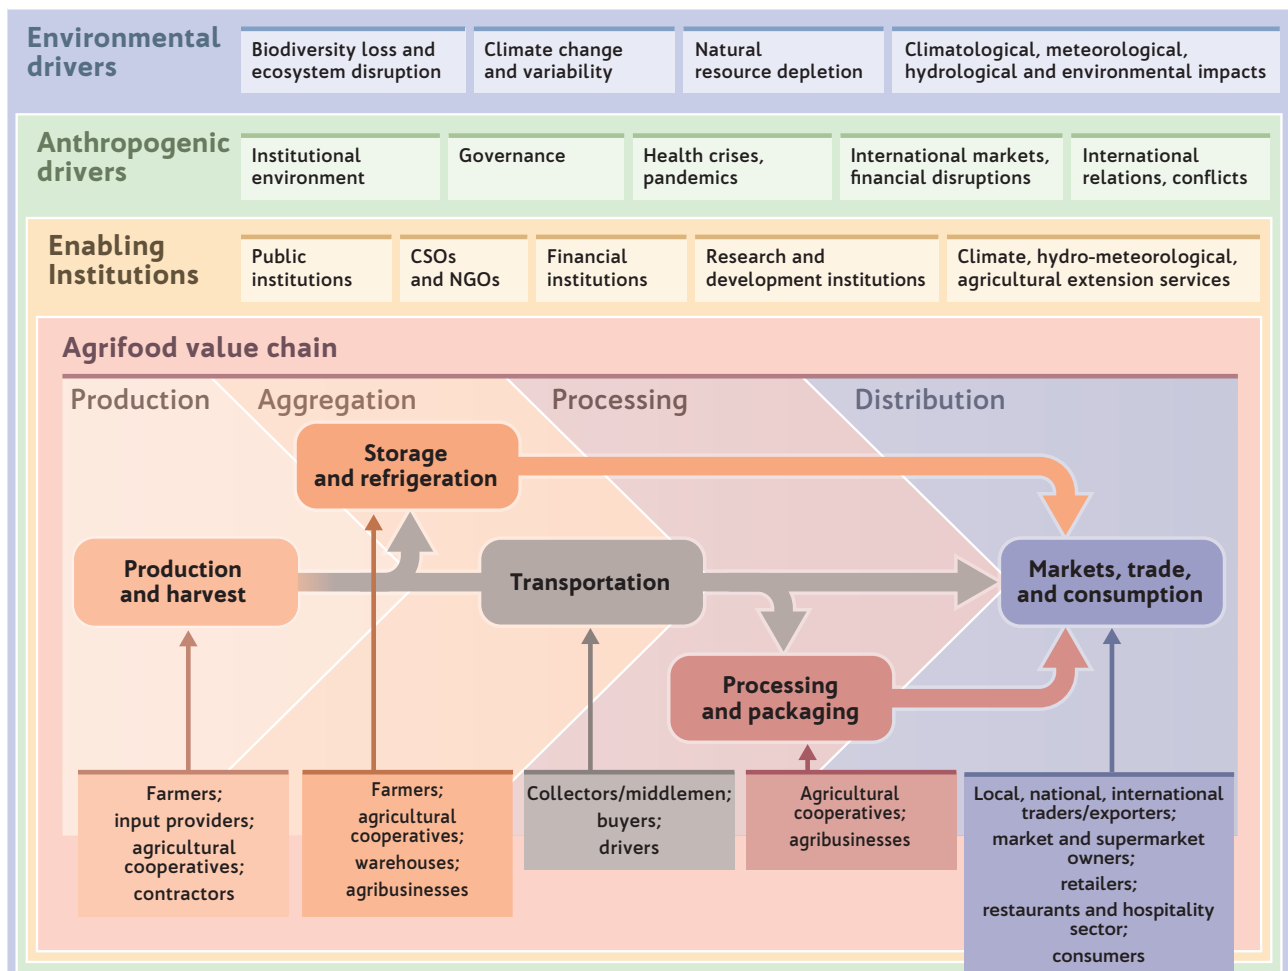 Environmental
drivers
Biodiversity loss and
ecosystem disruption
Climate change
and variability
Natural
resource depletion
Climatological, meteorological,
hydrological and environmental impacts
Anthropogenic
drivers
Institutional
environment
Governance
Health crises,
pandemics
International markets,
financial disruptions
International
relations, conflicts
Enabling
Institutions
Public
institutions
CSOs
and NGOs
Financial
institutions
Research and
development institutions
Climate, hydro-meteorological,
agricultural extension services
Agrifood value chain
Production
Aggregation
Processing
Distribution
Storage
and refrigeration
Production
and harvest
Transportation
Markets, trade,
and consumption
Processing
and packaging
Farmers;
input providers;
agricultural
cooperatives;
contractors
Farmers;
agricultural
cooperatives;
warehouses;
agribusinesses
Collectors/middlemen;
buyers;
drivers
Agricultural
cooperatives;
agribusinesses
Local, national, international
traders/exporters;
market and supermarket
owners;
retailers;
restaurants and hospitality
sector;
consumers